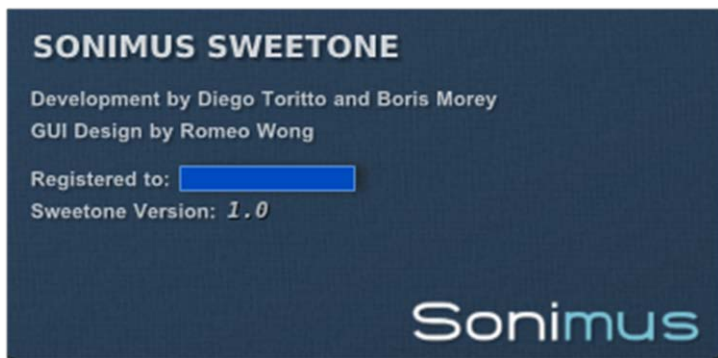 SONIMUS SWEETONE
Development by Diego Toritto and Boris Morey
GUI Design by Romeo Wong
Registered to:
Sweetone Version: 1.0
Sonimus